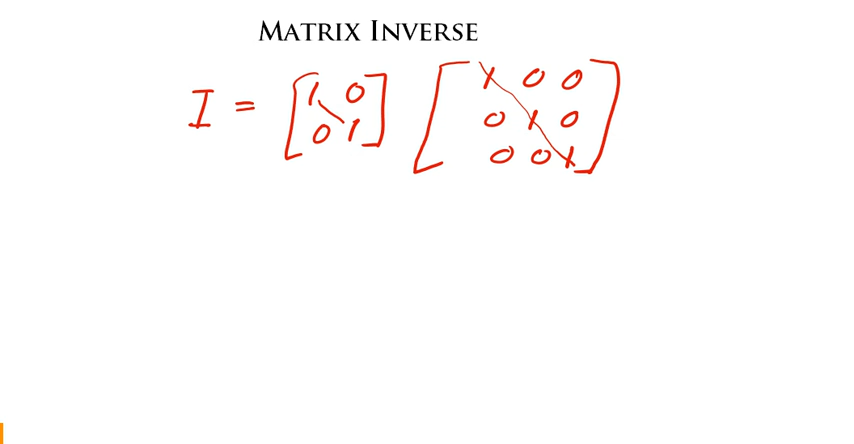 MATRIX INVERSE
I = [1 0 0 1] [1 0 0 0 1 0 0 0 1]